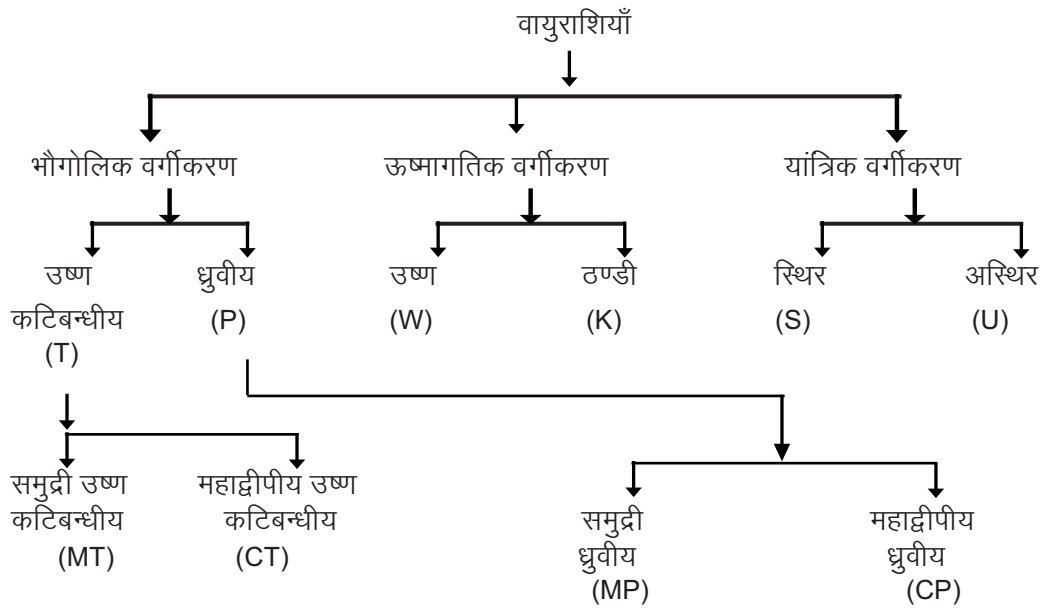 वायुराशियाँ
भौगोलिक वर्गीकरण
ऊष्मागतिक वर्गीकरण
यांत्रिक वर्गीकरण
उष्ण
कटिबन्धीय
(T)
ध्रुवीय
(P)
उष्ण
(W)
ठण्डी
(K)
स्थिर
(S)
अस्थिर
(U)
समुद्री उष्ण
कटिबन्धीय
(MT)
महाद्वीपीय उष्ण
कटिबन्धीय
(CT)
समुद्री
ध्रुवीय
(MP)
महाद्वीपीय
ध्रुवीय
(CP)